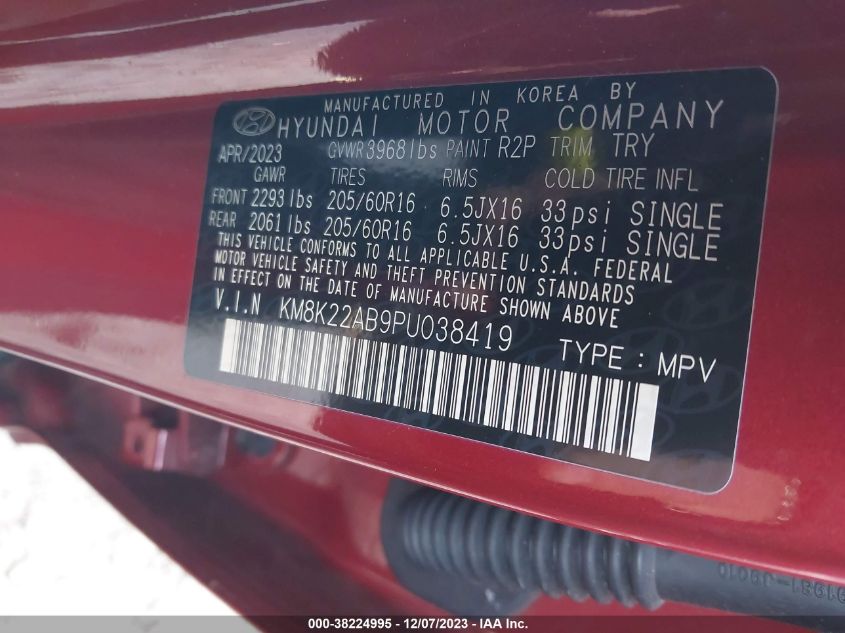 MANUFACTURED IN KOREA BY
HYUNDAI MOTOR COMPANY
APR/2023 GVWR 3968 lbs PAINT R2P TRIM TRY
GAWR TIRES RIMS COLD TIRE INFL
FRONT 2293 lbs 205/60R16 6.5JX16 33psi SINGLE
REAR 2061 lbs 205/60R16 6.5JX16 33psi SINGLE
THIS VEHICLE CONFORMS TO ALL APPLICABLE U.S.A. FEDERAL
MOTOR VEHICLE SAFETY AND THEFT PREVENTION STANDARDS
IN EFFECT ON THE DATE OF MANUFACTURE SHOWN ABOVE
V.I.N KM8K22AB9PU038419
TYPE : MPV
000-38224995 - 12/07/2023 - IAA Inc.